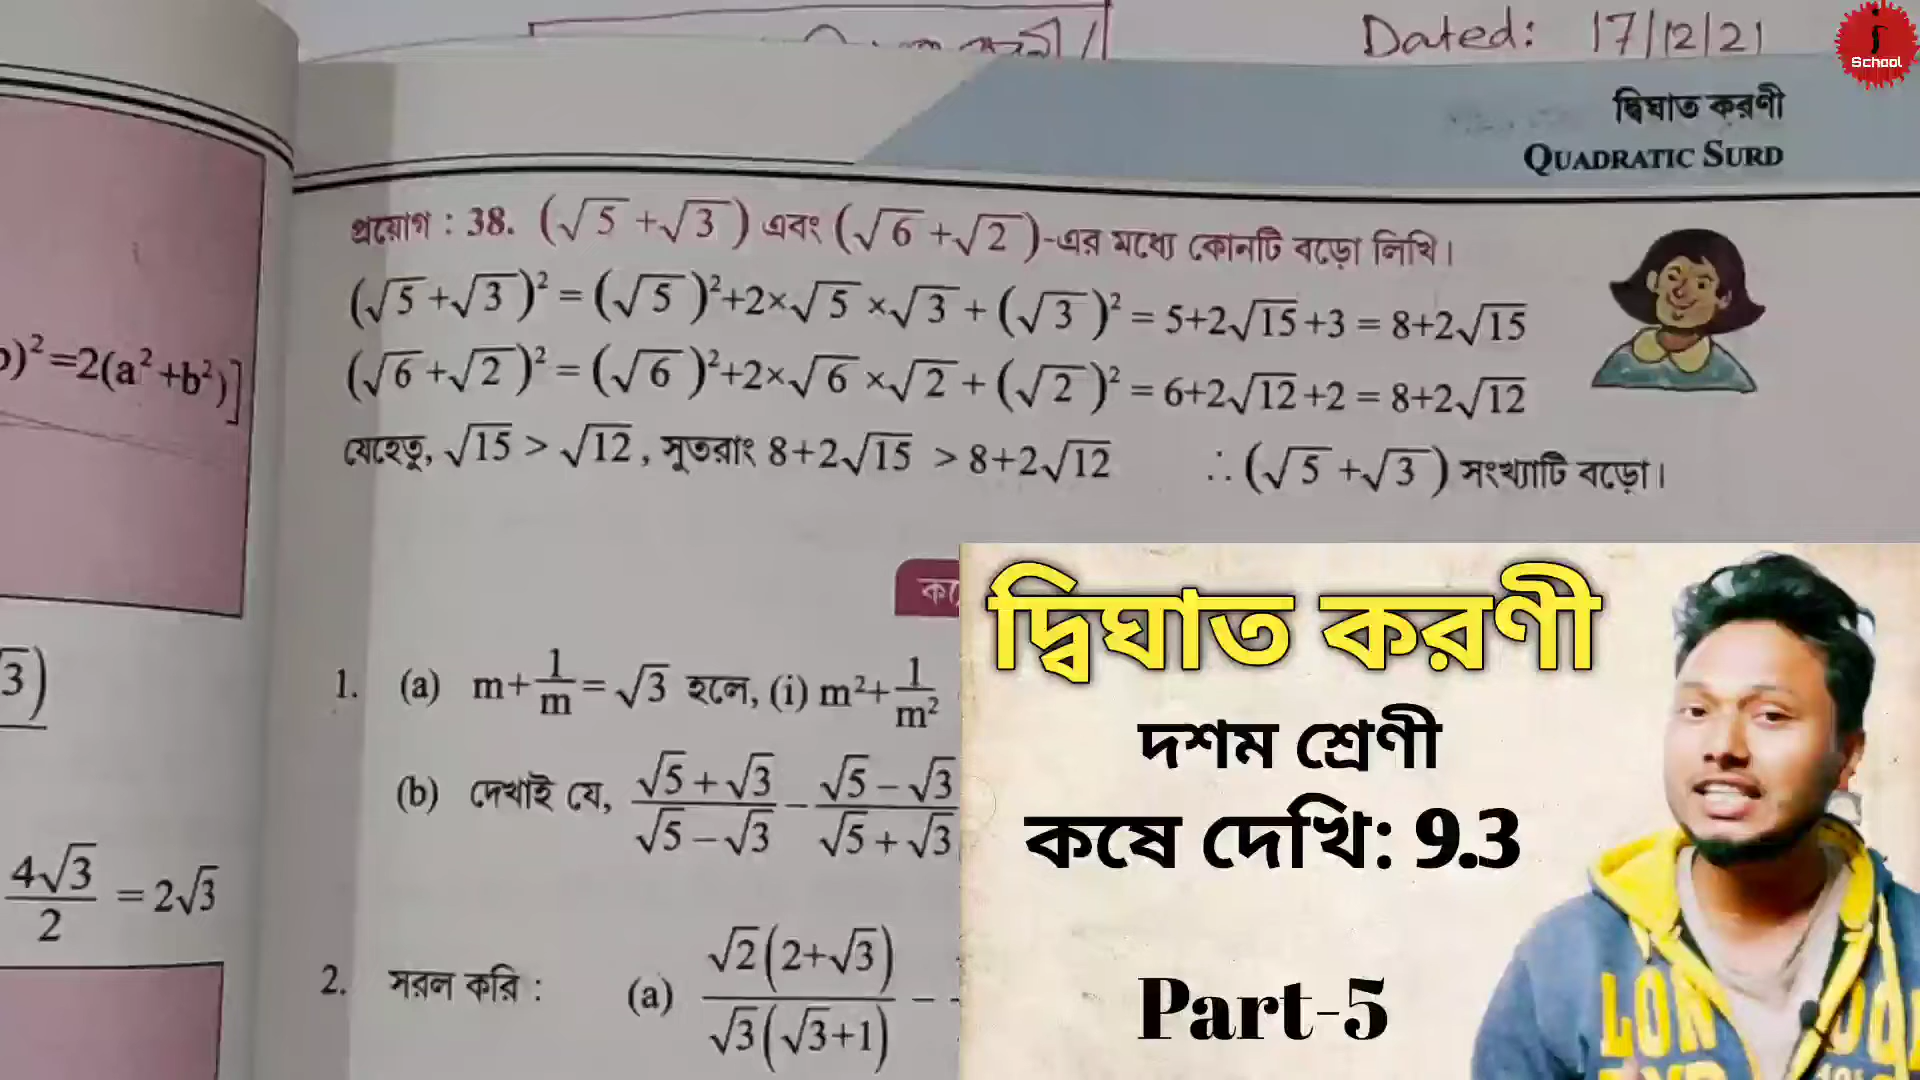 Dated: 17/12/21
School
দ্বিঘাত করণী
QUADRATIC SURD
প্রয়োগ : 38. (√5 +√3 ) এবং (√6 +√2 )-এর মধ্যে কোনটি বড়ো লিখি।
(√5 +√3 )² = (√5 )²+2×√5 ×√3 + (√3 )² = 5+2√15+3 = 8+2√15
(√6 +√2 )² = (√6 )²+2×√6 ×√2 + (√2 )² = 6+2√12+2 = 8+2√12
যেহেতু, √15 > √12 , সুতরাং 8+2√15 > 8+2√12 ∴ (√5 +√3 ) সংখ্যাটি বড়ো।
)²=2(a²+b²)]
1. (a) m+1/m = √3 হলে, (i) m²+1/m²
(b) দেখাই যে, (√5+√3)/(√5−√3) − (√5−√3)/(√5+√3)
2. সরল করি : (a) √2(2+√3)/√3(√3+1) −
3)
4√3/2 = 2√3
দ্বিঘাত করণী
দশম শ্রেণী
কষে দেখি: 9.3
Part-5